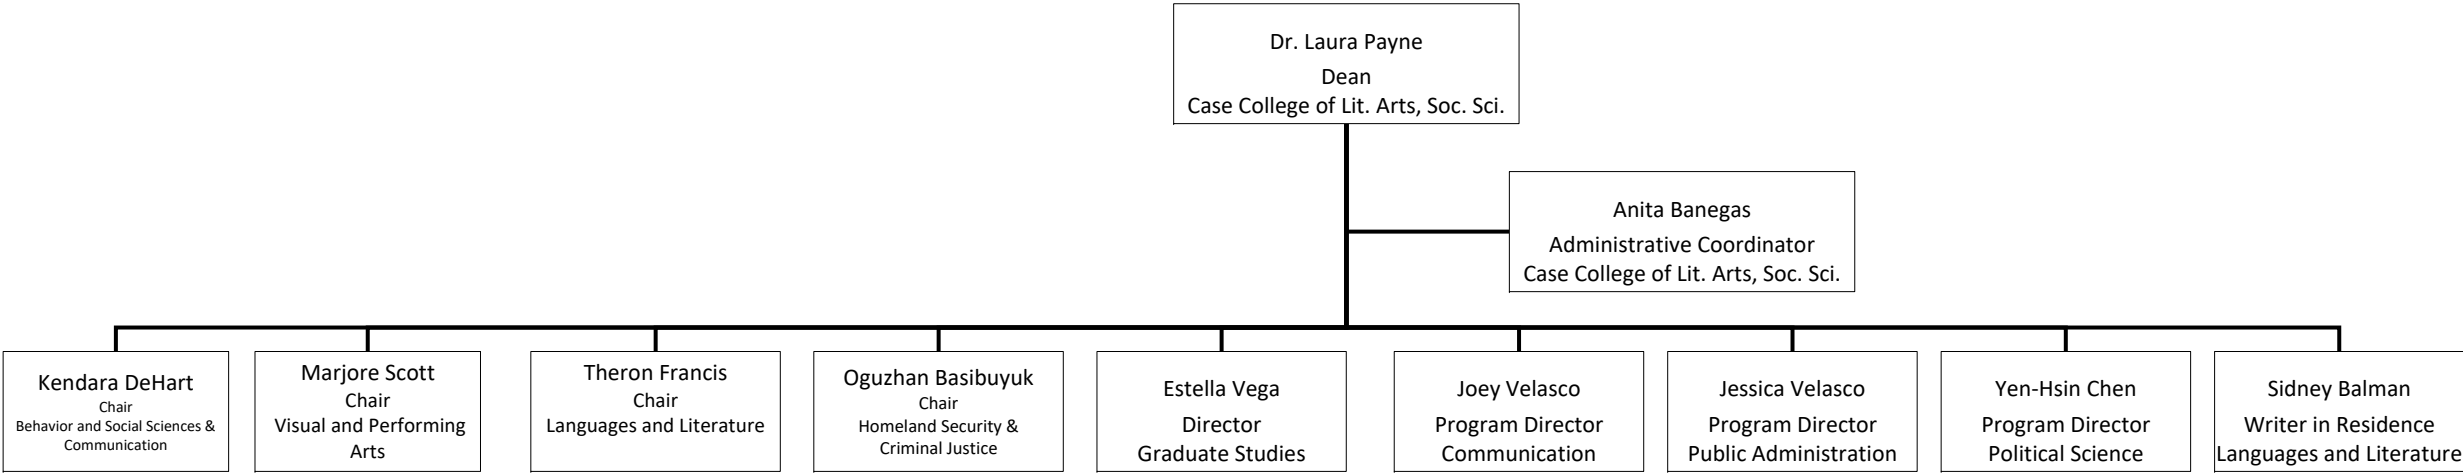 Dr. Laura Payne
Dean
Case College of Lit. Arts, Soc. Sci.
Anita Banegas
Administrative Coordinator
Case College of Lit. Arts, Soc. Sci.
Kendara DeHart
Chair
Behavior and Social Sciences &
Communication
Marjore Scott
Chair
Visual and Performing
Arts
Theron Francis
Chair
Languages and Literature
Oguzhan Basibuyuk
Chair
Homeland Security &
Criminal Justice
Estella Vega
Director
Graduate Studies
Joey Velasco
Program Director
Communication
Jessica Velasco
Program Director
Public Administration
Yen-Hsin Chen
Program Director
Political Science
Sidney Balman
Writer in Residence
Languages and Literature